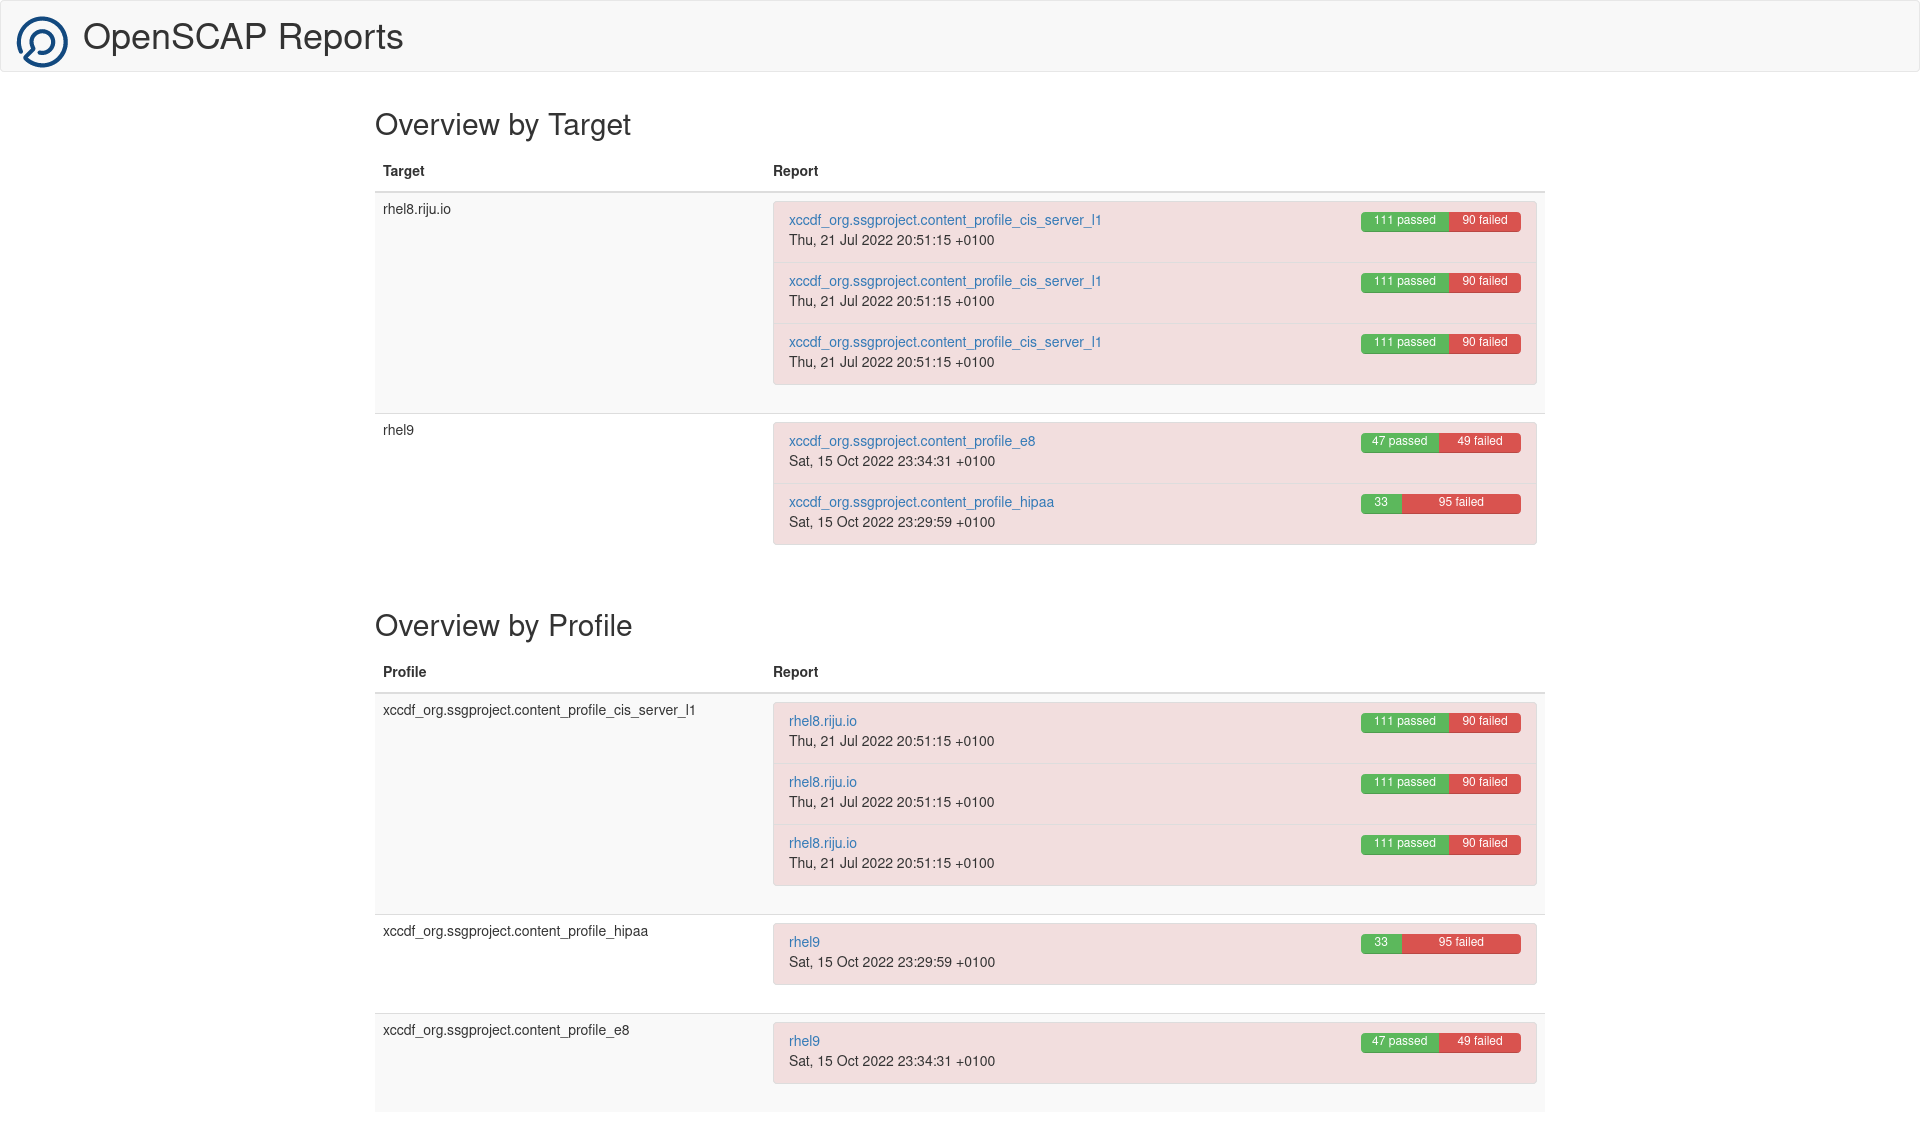 OpenSCAP Reports
Overview by Target
Target Report
rhel8.riju.io
xccdf_org.ssgproject.content_profile_cis_server_l1 111 passed 90 failed
Thu, 21 Jul 2022 20:51:15 +0100
xccdf_org.ssgproject.content_profile_cis_server_l1 111 passed 90 failed
Thu, 21 Jul 2022 20:51:15 +0100
xccdf_org.ssgproject.content_profile_cis_server_l1 111 passed 90 failed
Thu, 21 Jul 2022 20:51:15 +0100
rhel9
xccdf_org.ssgproject.content_profile_e8 47 passed 49 failed
Sat, 15 Oct 2022 23:34:31 +0100
xccdf_org.ssgproject.content_profile_hipaa 33 95 failed
Sat, 15 Oct 2022 23:29:59 +0100
Overview by Profile
Profile Report
xccdf_org.ssgproject.content_profile_cis_server_l1
rhel8.riju.io 111 passed 90 failed
Thu, 21 Jul 2022 20:51:15 +0100
rhel8.riju.io 111 passed 90 failed
Thu, 21 Jul 2022 20:51:15 +0100
rhel8.riju.io 111 passed 90 failed
Thu, 21 Jul 2022 20:51:15 +0100
xccdf_org.ssgproject.content_profile_hipaa
rhel9 33 95 failed
Sat, 15 Oct 2022 23:29:59 +0100
xccdf_org.ssgproject.content_profile_e8
rhel9 47 passed 49 failed
Sat, 15 Oct 2022 23:34:31 +0100